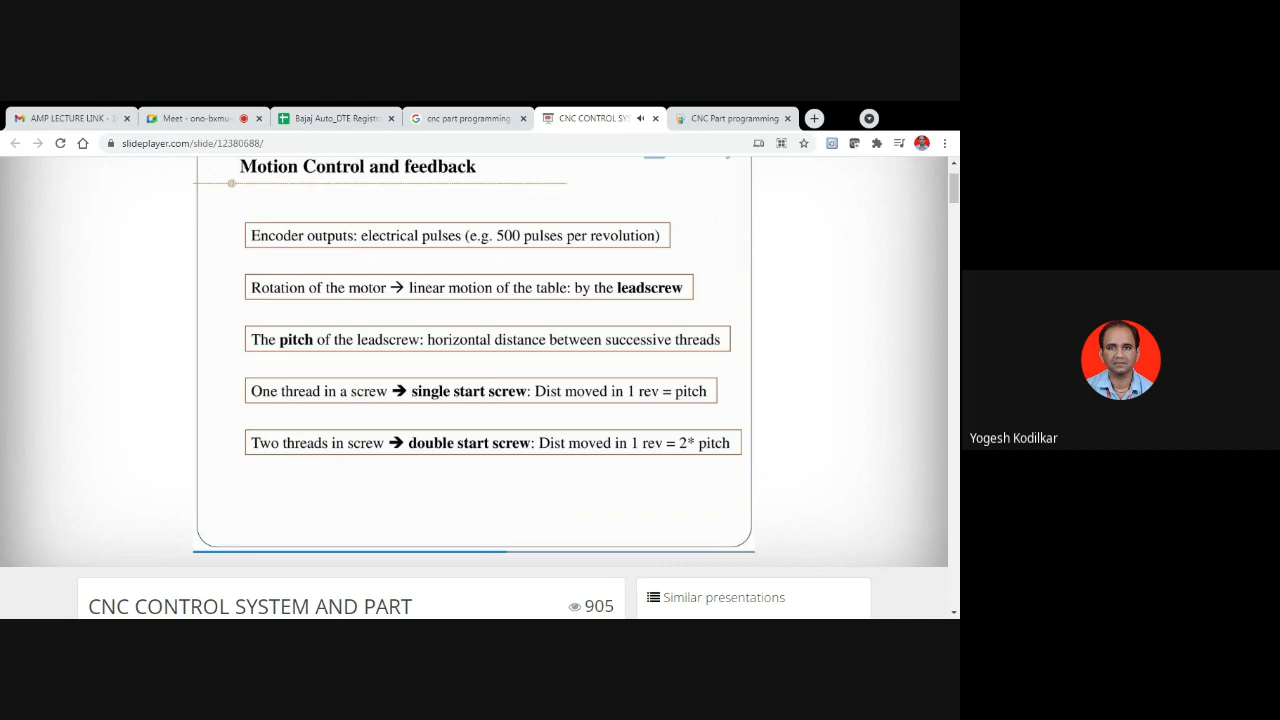 AMP LECTURE LINK -
Meet - ono-bxmu
Bajaj Auto_DTE Registr
cnc part programming
CNC CONTROL SYS
CNC Part programming
slideplayer.com/slide/12380688/
Motion Control and feedback
Encoder outputs: electrical pulses (e.g. 500 pulses per revolution)
Rotation of the motor → linear motion of the table: by the leadscrew
The pitch of the leadscrew: horizontal distance between successive threads
One thread in a screw ➔ single start screw: Dist moved in 1 rev = pitch
Two threads in screw ➔ double start screw: Dist moved in 1 rev = 2* pitch
CNC CONTROL SYSTEM AND PART
905
Similar presentations
Yogesh Kodilkar